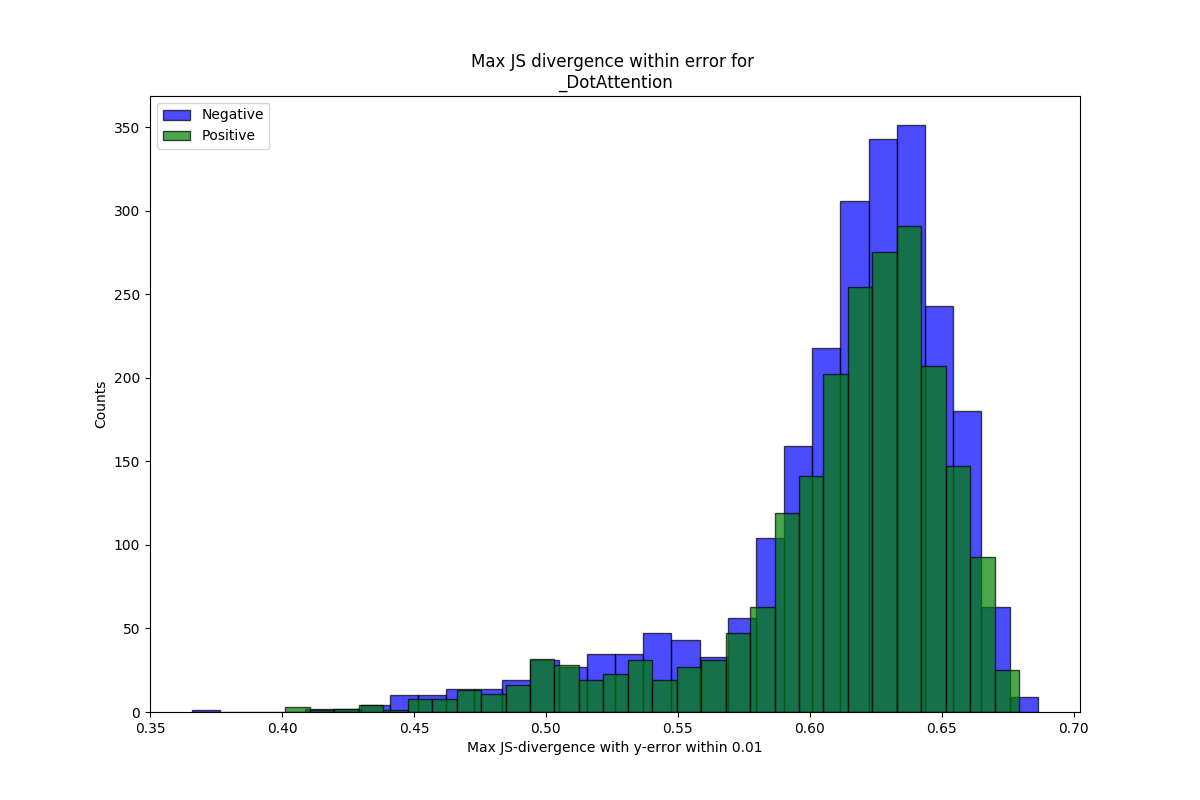 Max JS divergence within error for
_DotAttention
Negative
Positive
350
300
250
200
150
100
50
0
Counts
0.35 0.40 0.45 0.50 0.55 0.60 0.65 0.70
Max JS-divergence with y-error within 0.01